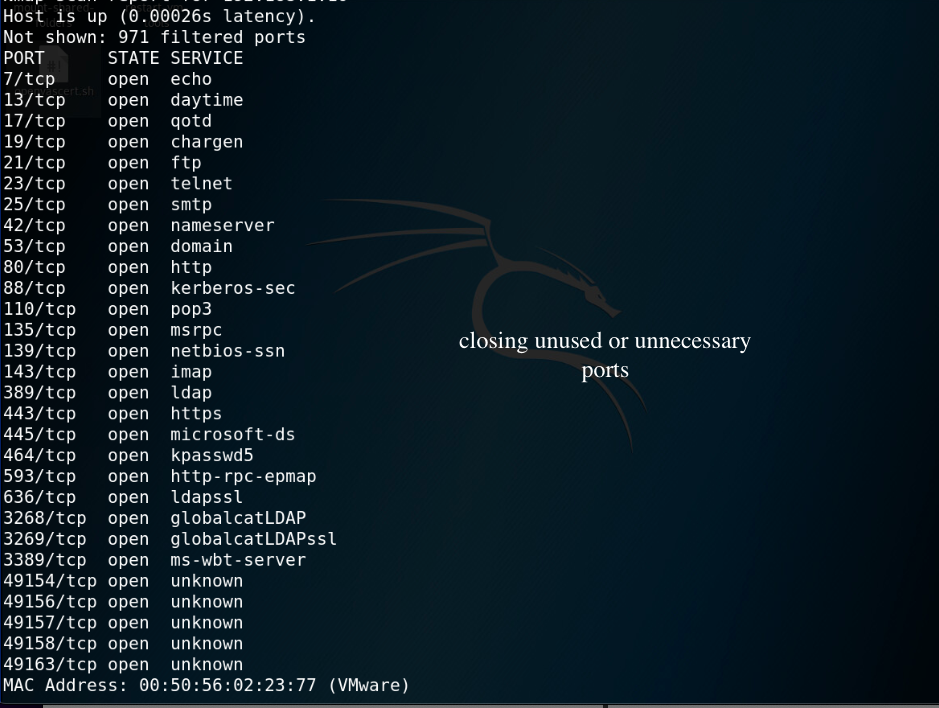 Host is up (0.00026s latency).
Not shown: 971 filtered ports
PORT STATE SERVICE
7/tcp open echo
13/tcp open daytime
17/tcp open qotd
19/tcp open chargen
21/tcp open ftp
23/tcp open telnet
25/tcp open smtp
42/tcp open nameserver
53/tcp open domain
80/tcp open http
88/tcp open kerberos-sec
110/tcp open pop3
135/tcp open msrpc
139/tcp open netbios-ssn
143/tcp open imap
389/tcp open ldap
443/tcp open https
445/tcp open microsoft-ds
464/tcp open kpasswd5
593/tcp open http-rpc-epmap
636/tcp open ldapssl
3268/tcp open globalcatLDAP
3269/tcp open globalcatLDAPssl
3389/tcp open ms-wbt-server
49154/tcp open unknown
49156/tcp open unknown
49157/tcp open unknown
49158/tcp open unknown
49163/tcp open unknown
MAC Address: 00:50:56:02:23:77 (VMware)
closing unused or unnecessary
ports